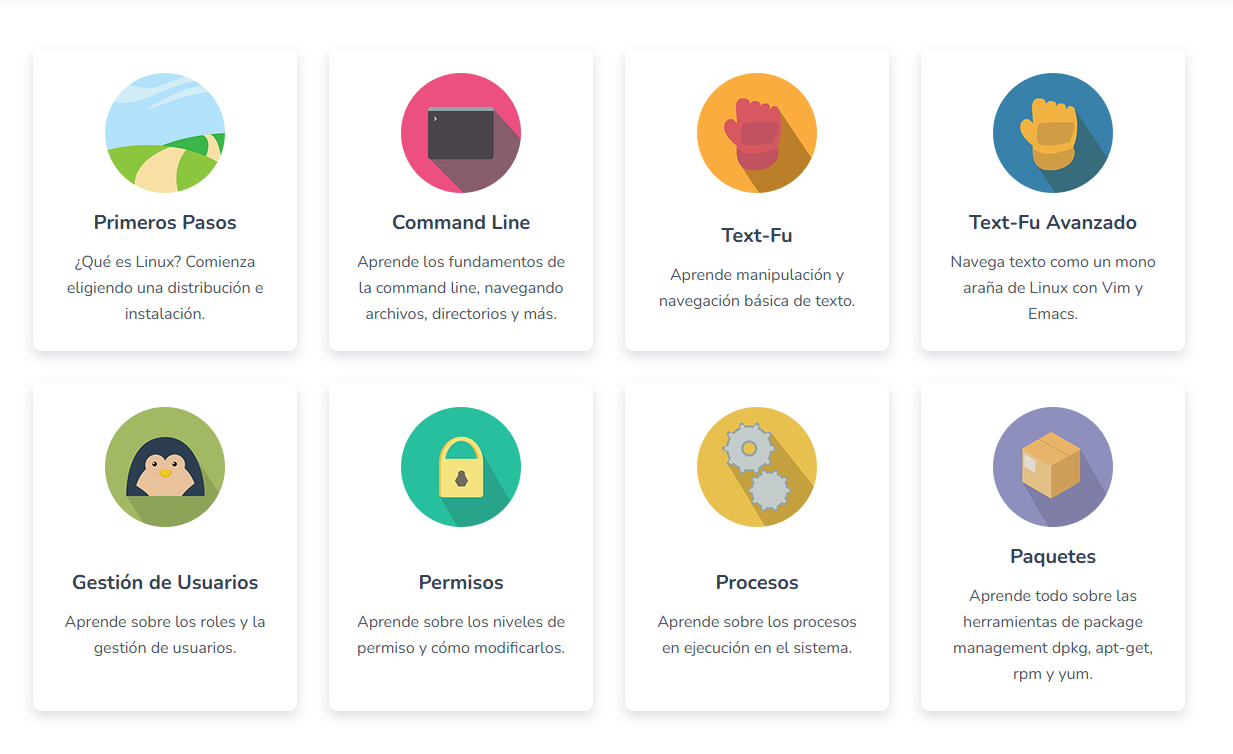 Primeros Pasos
¿Qué es Linux? Comienza
eligiendo una distribución e
instalación.
Command Line
Aprende los fundamentos de
la command line, navegando
archivos, directorios y más.
Text-Fu
Aprende manipulación y
navegación básica de texto.
Text-Fu Avanzado
Navega texto como un mono
araña de Linux con Vim y
Emacs.
Gestión de Usuarios
Aprende sobre los roles y la
gestión de usuarios.
Permisos
Aprende sobre los niveles de
permiso y cómo modificarlos.
Procesos
Aprende sobre los procesos
en ejecución en el sistema.
Paquetes
Aprende todo sobre las
herramientas de package
management dpkg, apt-get,
rpm y yum.